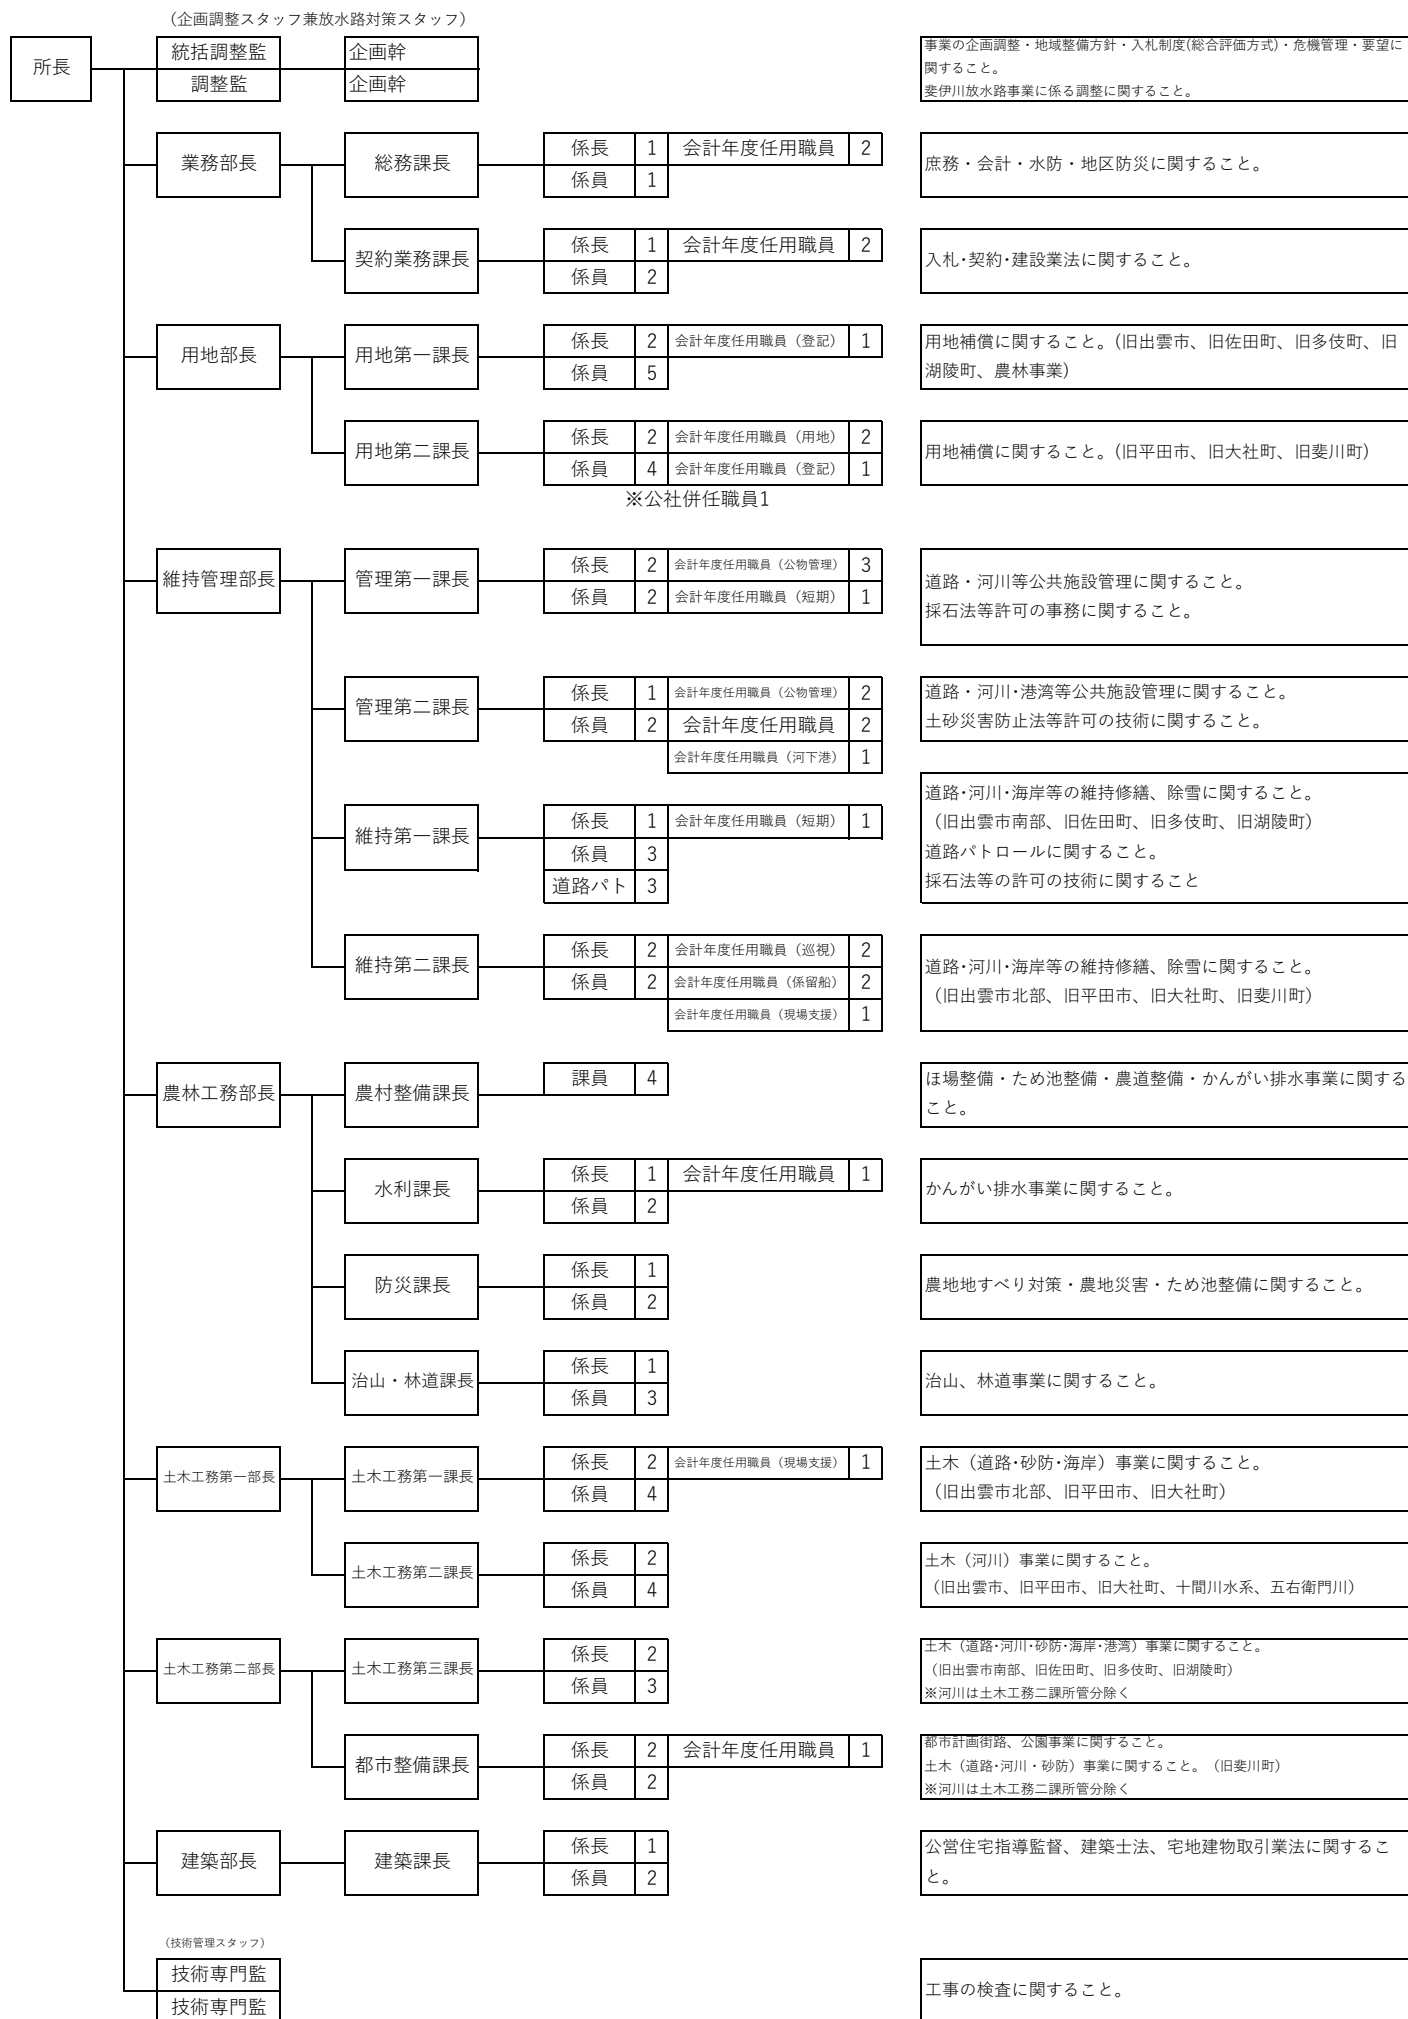 （企画調整スタッフ兼放水路対策スタッフ）
所長
統括調整監 企画幹
調整監 企画幹
事業の企画調整・地域整備方針・入札制度(総合評価方式)・危機管理・要望に
関すること。
斐伊川放水路事業に係る調整に関すること。
業務部長 総務課長
係長 1 会計年度任用職員 2
係員 1
庶務・会計・水防・地区防災に関すること。
契約業務課長
係長 1 会計年度任用職員 2
係員 2
入札･契約･建設業法に関すること。
用地部長 用地第一課長
係長 2 会計年度任用職員（登記） 1
係員 5
用地補償に関すること。(旧出雲市、旧佐田町、旧多伎町、旧
湖陵町、農林事業)
用地第二課長
係長 2 会計年度任用職員（用地） 2
係員 4 会計年度任用職員（登記） 1
※公社併任職員1
用地補償に関すること。(旧平田市、旧大社町、旧斐川町)
維持管理部長 管理第一課長
係長 2 会計年度任用職員（公物管理） 3
係員 2 会計年度任用職員（短期） 1
道路・河川等公共施設管理に関すること。
採石法等許可の事務に関すること。
管理第二課長
係長 1 会計年度任用職員（公物管理） 2
係員 2 会計年度任用職員 2
会計年度任用職員（河下港） 1
道路・河川･港湾等公共施設管理に関すること。
土砂災害防止法等許可の技術に関すること。
維持第一課長
係長 1 会計年度任用職員（短期） 1
係員 3
道路パト 3
道路･河川･海岸等の維持修繕、除雪に関すること。
（旧出雲市南部、旧佐田町、旧多伎町、旧湖陵町）
道路パトロールに関すること。
採石法等の許可の技術に関すること
維持第二課長
係長 2 会計年度任用職員（巡視） 2
係員 2 会計年度任用職員（係留船） 2
会計年度任用職員（現場支援） 1
道路･河川･海岸等の維持修繕、除雪に関すること。
（旧出雲市北部、旧平田市、旧大社町、旧斐川町）
農林工務部長 農村整備課長
課員 4
ほ場整備・ため池整備・農道整備・かんがい排水事業に関する
こと。
水利課長
係長 1 会計年度任用職員 1
係員 2
かんがい排水事業に関すること。
防災課長
係長 1
係員 2
農地地すべり対策・農地災害・ため池整備に関すること。
治山・林道課長
係長 1
係員 3
治山、林道事業に関すること。
土木工務第一部長 土木工務第一課長
係長 2 会計年度任用職員（現場支援） 1
係員 4
土木（道路･砂防･海岸）事業に関すること。
（旧出雲市北部、旧平田市、旧大社町）
土木工務第二課長
係長 2
係員 4
土木（河川）事業に関すること。
（旧出雲市、旧平田市、旧大社町、十間川水系、五右衛門川）
土木工務第二部長 土木工務第三課長
係長 2
係員 3
土木（道路･河川･砂防･海岸･港湾）事業に関すること。
（旧出雲市南部、旧佐田町、旧多伎町、旧湖陵町）
※河川は土木工務二課所管分除く
都市整備課長
係長 2 会計年度任用職員 1
係員 2
都市計画街路、公園事業に関すること。
土木（道路･河川・砂防）事業に関すること。（旧斐川町）
※河川は土木工務二課所管分除く
建築部長 建築課長
係長 1
係員 2
公営住宅指導監督、建築士法、宅地建物取引業法に関するこ
と。
（技術管理スタッフ）
技術専門監
技術専門監
工事の検査に関すること。